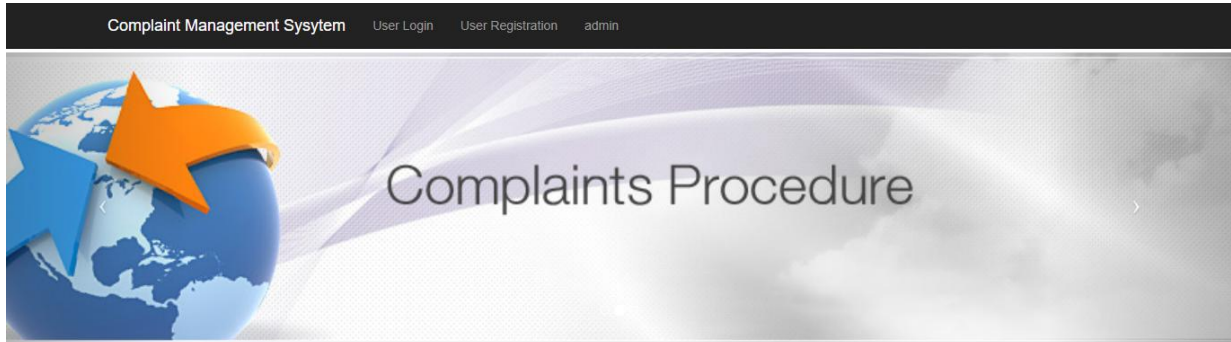 Complaint Management Sysytem User Login User Registration admin
Complaints Procedure